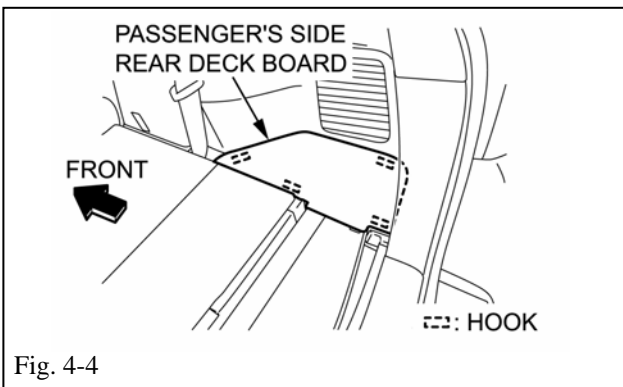 PASSENGER'S SIDE
REAR DECK BOARD
FRONT
: HOOK
Fig. 4-4